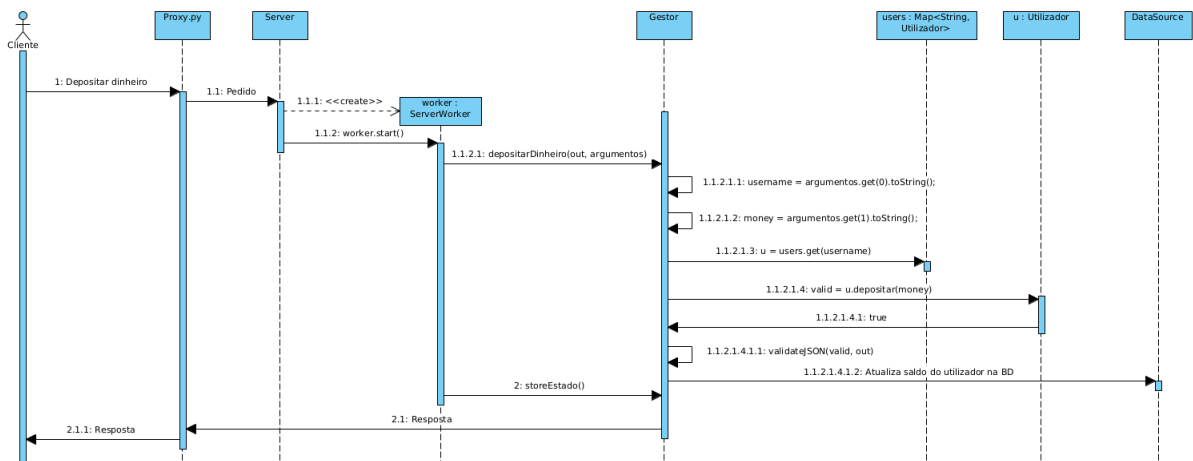 Proxy.py
Server
Gestor
users : Map<String,
Utilizador>
u : Utilizador
DataSource
Cliente
1: Depositar dinheiro
1.1: Pedido
1.1.1: <<create>>
worker :
ServerWorker
1.1.2: worker.start()
1.1.2.1: depositarDinheiro(out, argumentos)
1.1.2.1.1: username = argumentos.get(0).toString();
1.1.2.1.2: money = argumentos.get(1).toString();
1.1.2.1.3: u = users.get(username)
1.1.2.1.4: valid = u.depositar(money)
1.1.2.1.4.1: true
1.1.2.1.4.1.1: validateJSON(valid, out)
1.1.2.1.4.1.2: Atualiza saldo do utilizador na BD
2: storeEstado()
2.1: Resposta
2.1.1: Resposta